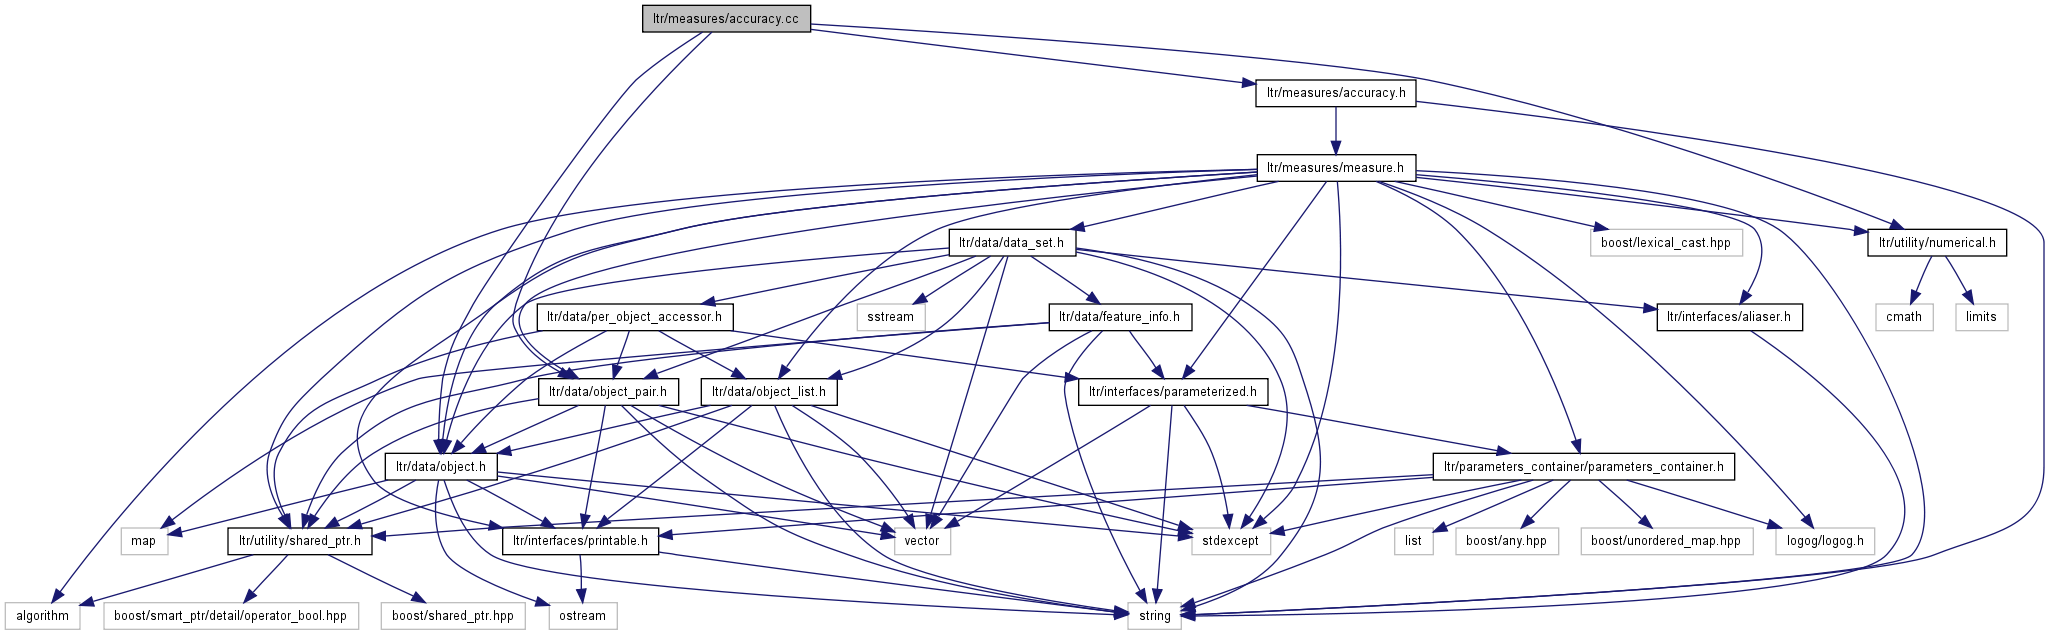 ltr/measures/accuracy.cc
ltr/measures/accuracy.h
ltr/measures/measure.h
ltr/data/data_set.h
boost/lexical_cast.hpp
ltr/utility/numerical.h
ltr/data/per_object_accessor.h
sstream
ltr/data/feature_info.h
ltr/interfaces/aliaser.h
cmath
limits
ltr/data/object_pair.h
ltr/data/object_list.h
ltr/interfaces/parameterized.h
ltr/data/object.h
ltr/parameters_container/parameters_container.h
map
ltr/utility/shared_ptr.h
ltr/interfaces/printable.h
vector
stdexcept
list
boost/any.hpp
boost/unordered_map.hpp
logog/logog.h
algorithm
boost/smart_ptr/detail/operator_bool.hpp
boost/shared_ptr.hpp
ostream
string